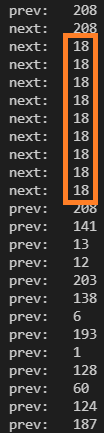 prev: 208
next: 208
next: 18
next: 18
next: 18
next: 18
next: 18
next: 18
next: 18
next: 18
next: 18
prev: 208
prev: 141
prev: 13
prev: 12
prev: 203
prev: 138
prev: 6
prev: 193
prev: 1
prev: 128
prev: 60
prev: 124
prev: 187